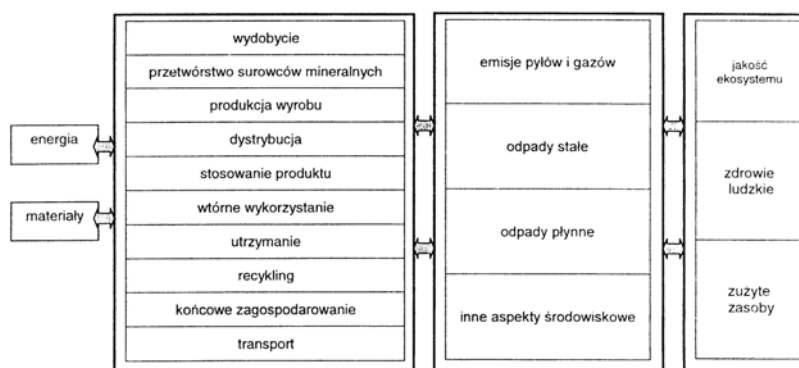 energia
materiały
wydobycie
przetwórstwo surowców mineralnych
produkcja wyrobu
dystrybucja
stosowanie produktu
wtórne wykorzystanie
utrzymanie
recykling
końcowe zagospodarowanie
transport
emisje pyłów i gazów
odpady stałe
odpady płynne
inne aspekty środowiskowe
jakość
ekosystemu
zdrowie
ludzkie
zużyte
zasoby